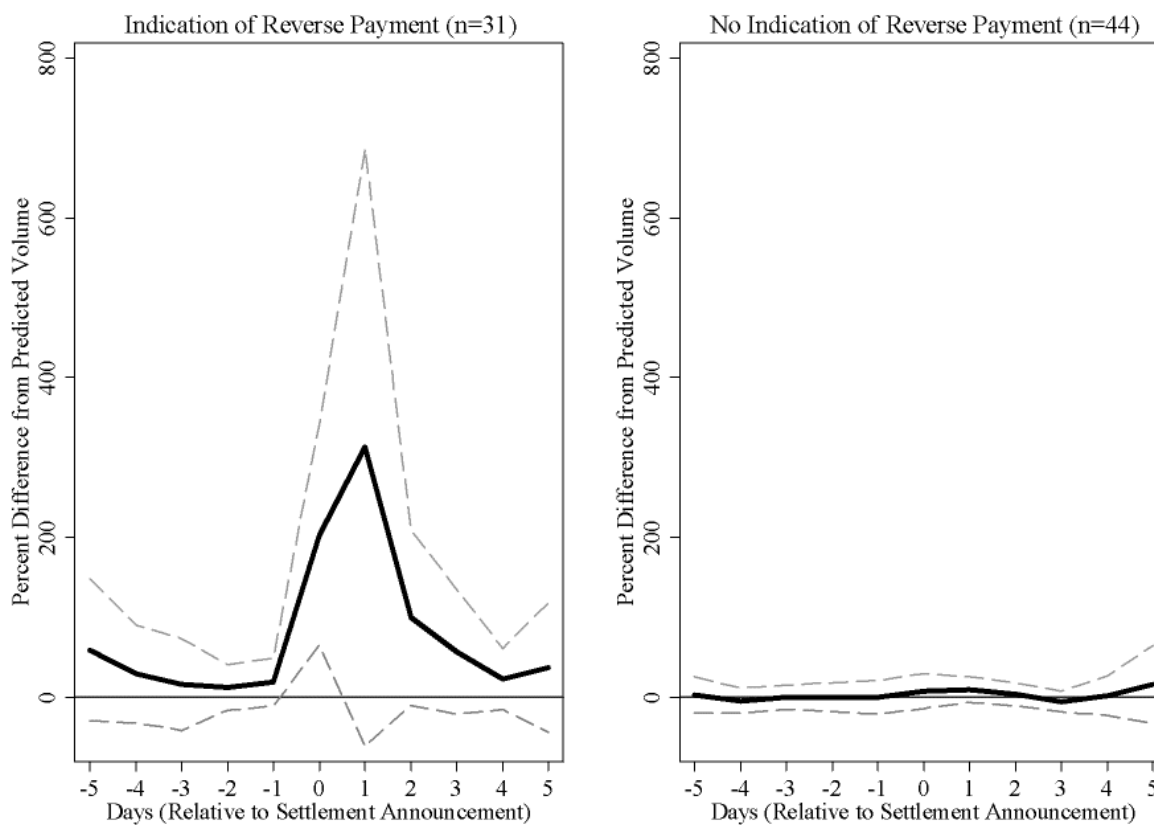 Indication of Reverse Payment (n=31)
Percent Difference from Predicted Volume
800
600
400
200
0
-5 -4 -3 -2 -1 0 1 2 3 4 5
Days (Relative to Settlement Announcement)
No Indication of Reverse Payment (n=44)
Percent Difference from Predicted Volume
800
600
400
200
0
-5 -4 -3 -2 -1 0 1 2 3 4 5
Days (Relative to Settlement Announcement)